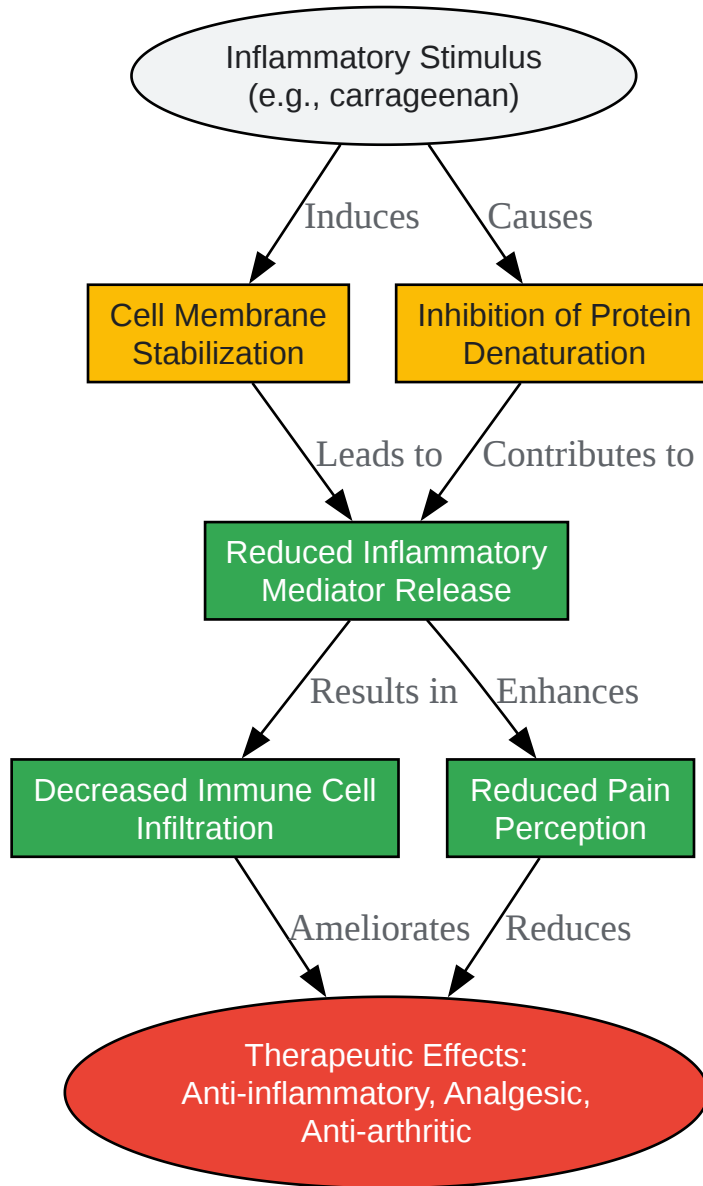 Inflammatory Stimulus
(e.g., carrageenan)
Induces
Causes
Cell Membrane
Stabilization
Inhibition of Protein
Denaturation
Leads to
Contributes to
Reduced Inflammatory
Mediator Release
Results in
Enhances
Decreased Immune Cell
Infiltration
Reduced Pain
Perception
Ameliorates
Reduces
Therapeutic Effects:
Anti-inflammatory, Analgesic,
Anti-arthritic